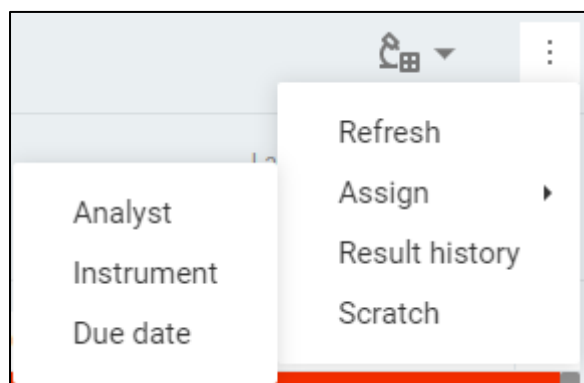 Refresh
Assign
Result history
Scratch
Analyst
Instrument
Due date